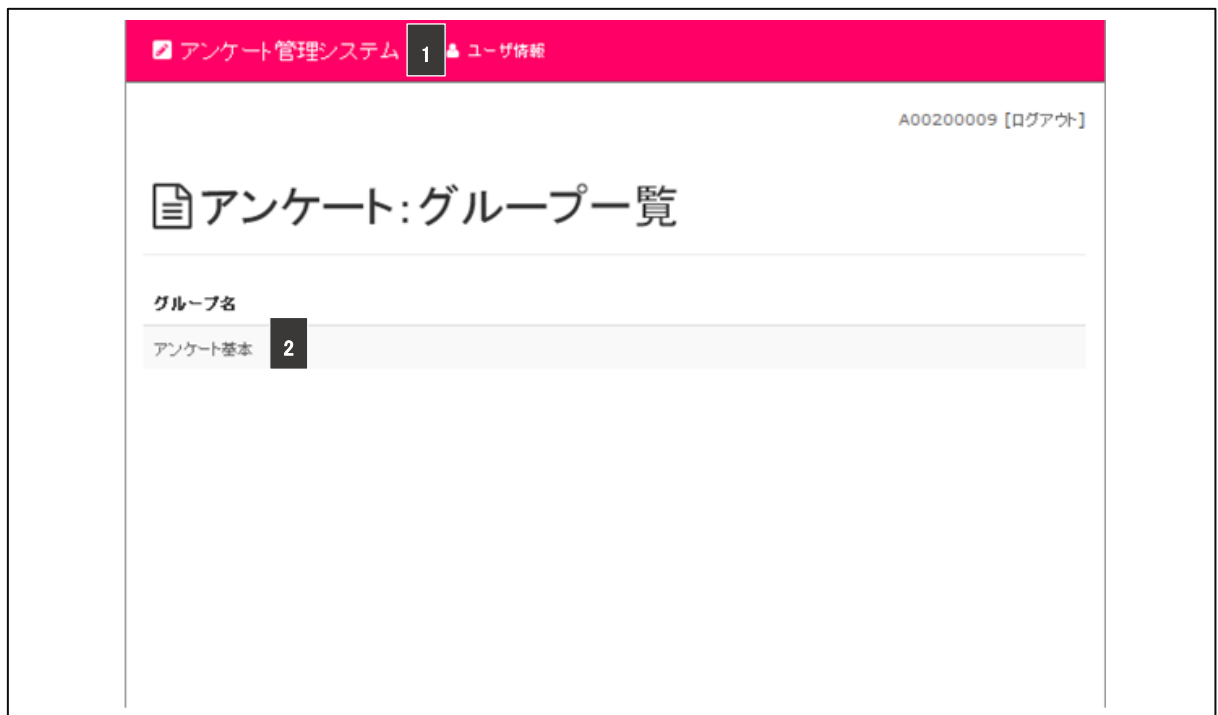 アンケート管理システム 1 ユーザ情報
A00200009 [ログアウト]
アンケート:グループ一覧
グループ名
アンケート基本 2